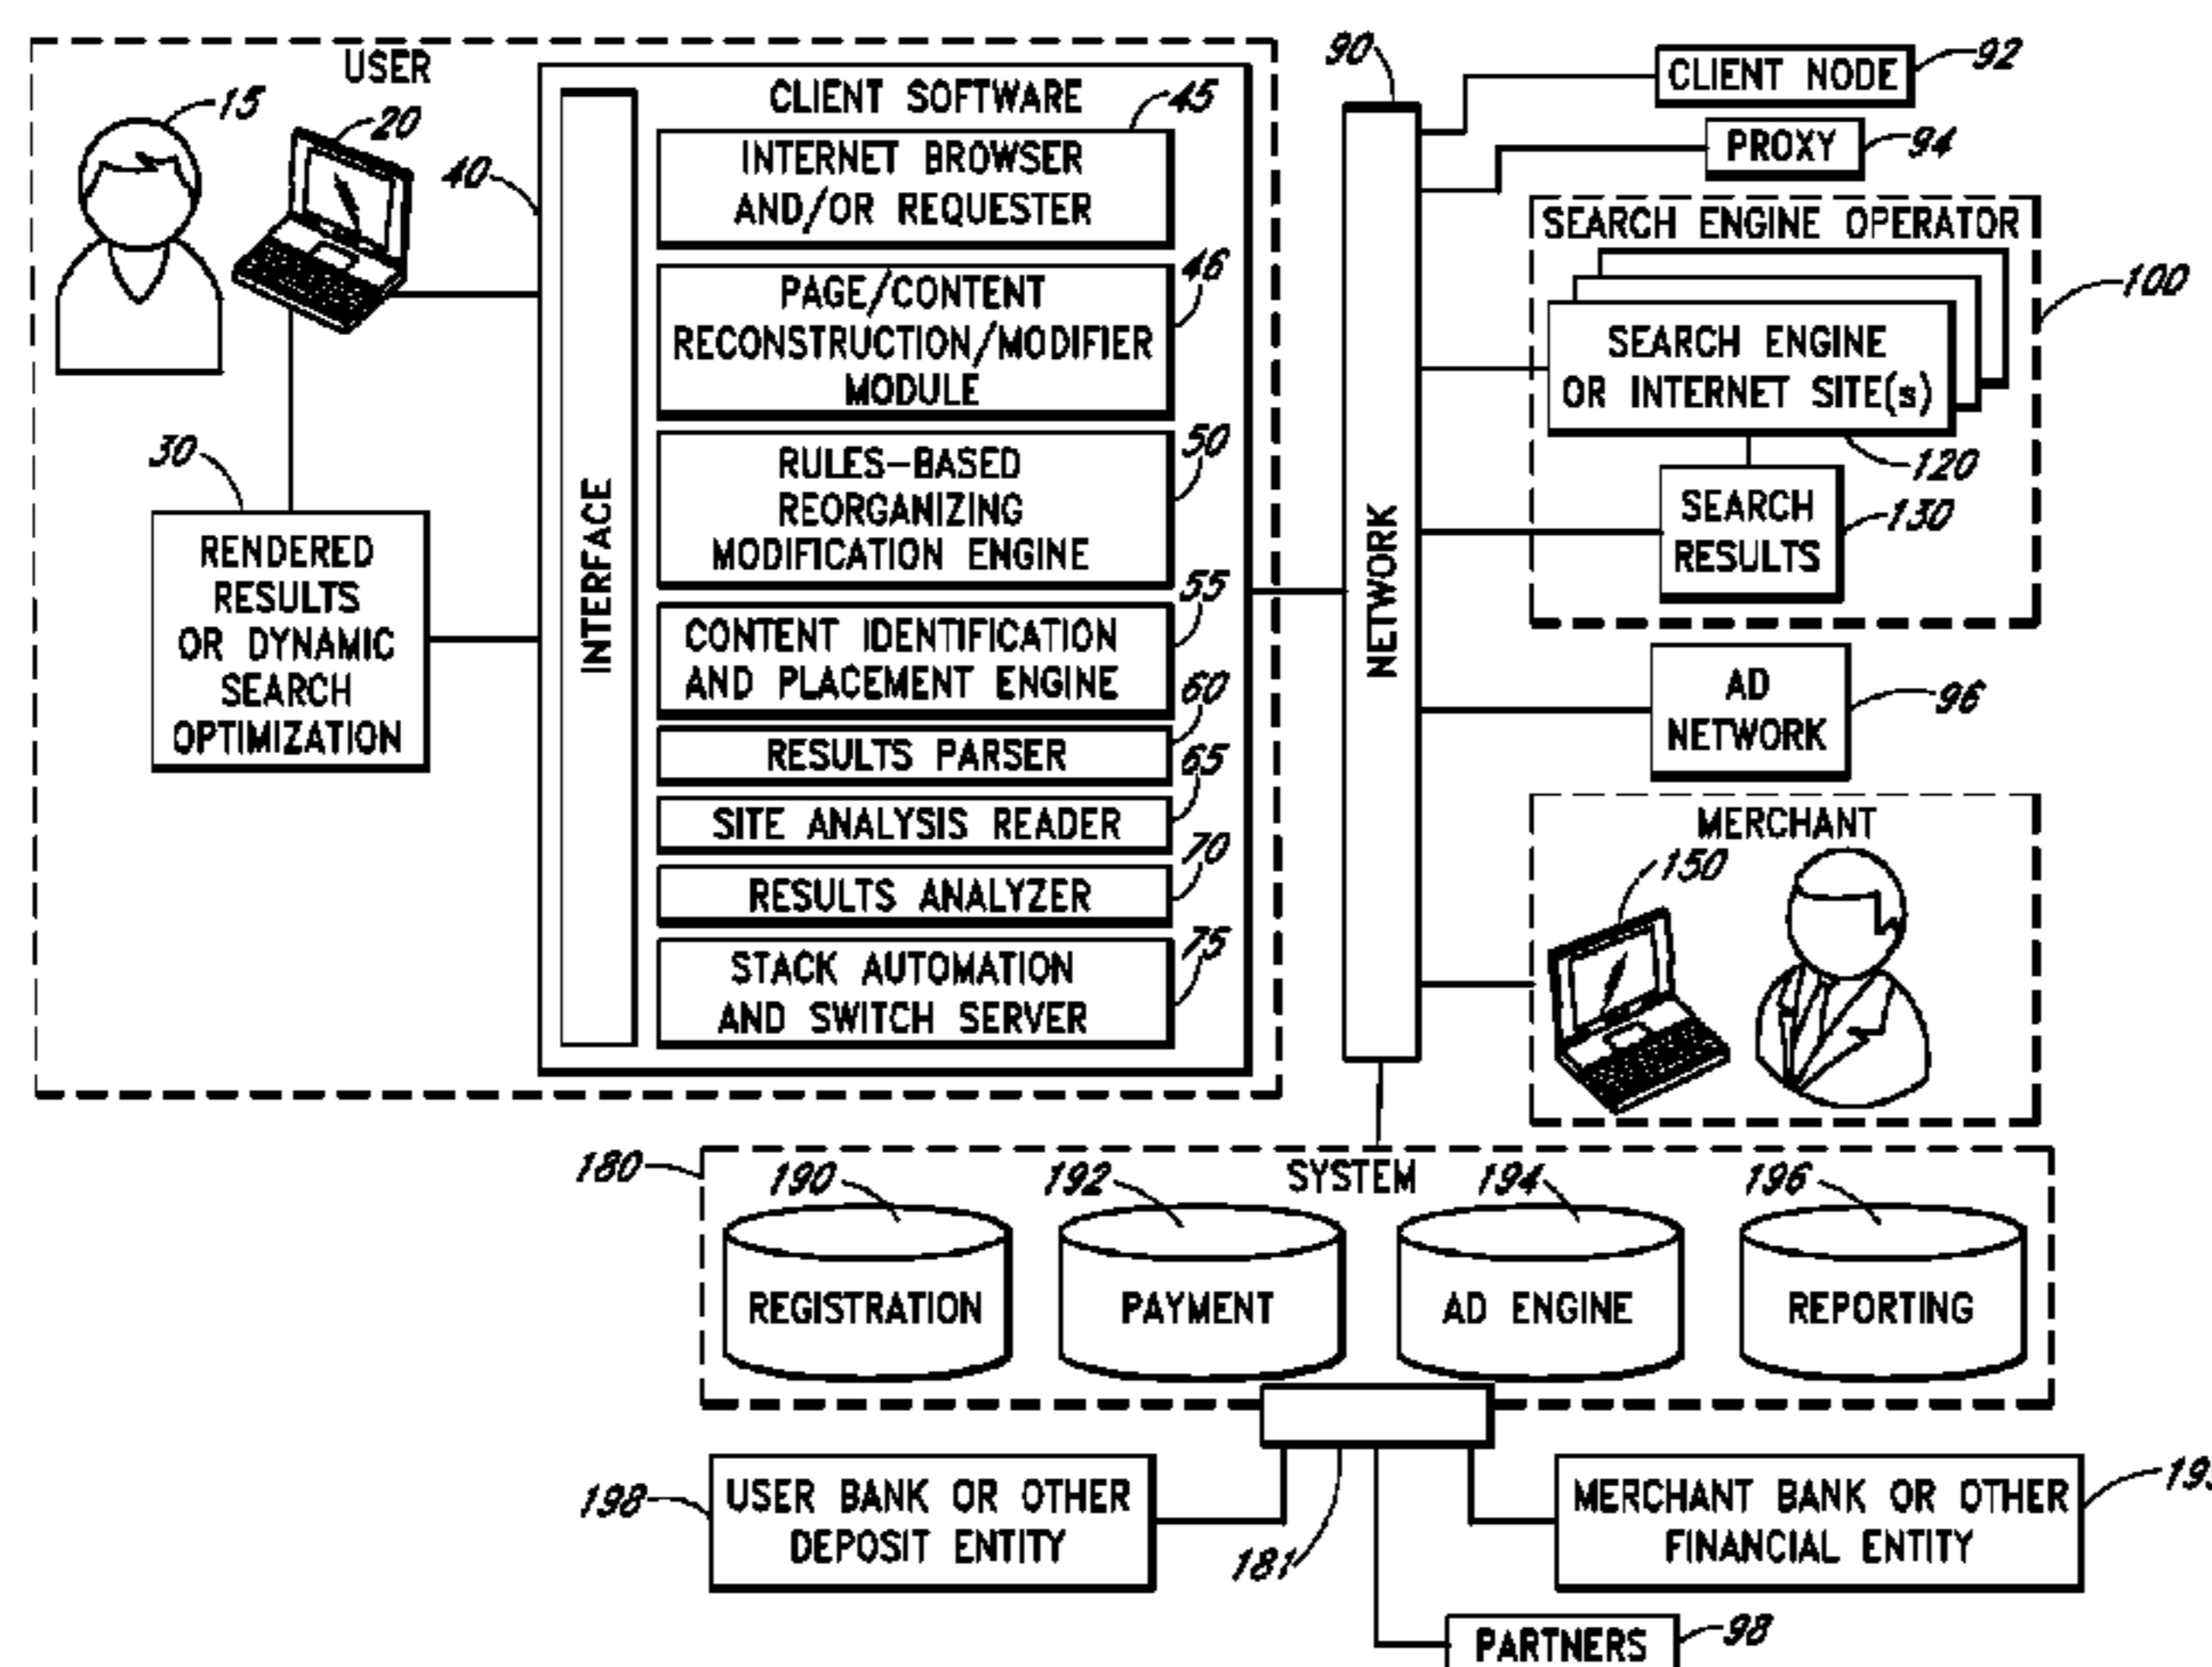 USER
15
20
40
30
RENDERED
RESULTS
OR DYNAMIC
SEARCH
OPTIMIZATION
CLIENT SOFTWARE
INTERFACE
45
INTERNET BROWSER
AND/OR REQUESTER
46
PAGE/CONTENT
RECONSTRUCTION/MODIFIER
MODULE
50
RULES-BASED
REORGANIZING
MODIFICATION ENGINE
55
CONTENT IDENTIFICATION
AND PLACEMENT ENGINE
60
RESULTS PARSER
65
SITE ANALYSIS READER
70
RESULTS ANALYZER
75
STACK AUTOMATION
AND SWITCH SERVER
90
NETWORK
CLIENT NODE
92
PROXY
94
SEARCH ENGINE OPERATOR
100
SEARCH ENGINE
OR INTERNET SITE(s)
120
SEARCH
RESULTS
130
AD
NETWORK
96
MERCHANT
150
180
SYSTEM
190
192
194
196
REGISTRATION
PAYMENT
AD ENGINE
REPORTING
198
USER BANK OR OTHER
DEPOSIT ENTITY
181
MERCHANT BANK OR OTHER
FINANCIAL ENTITY
PARTNERS
98